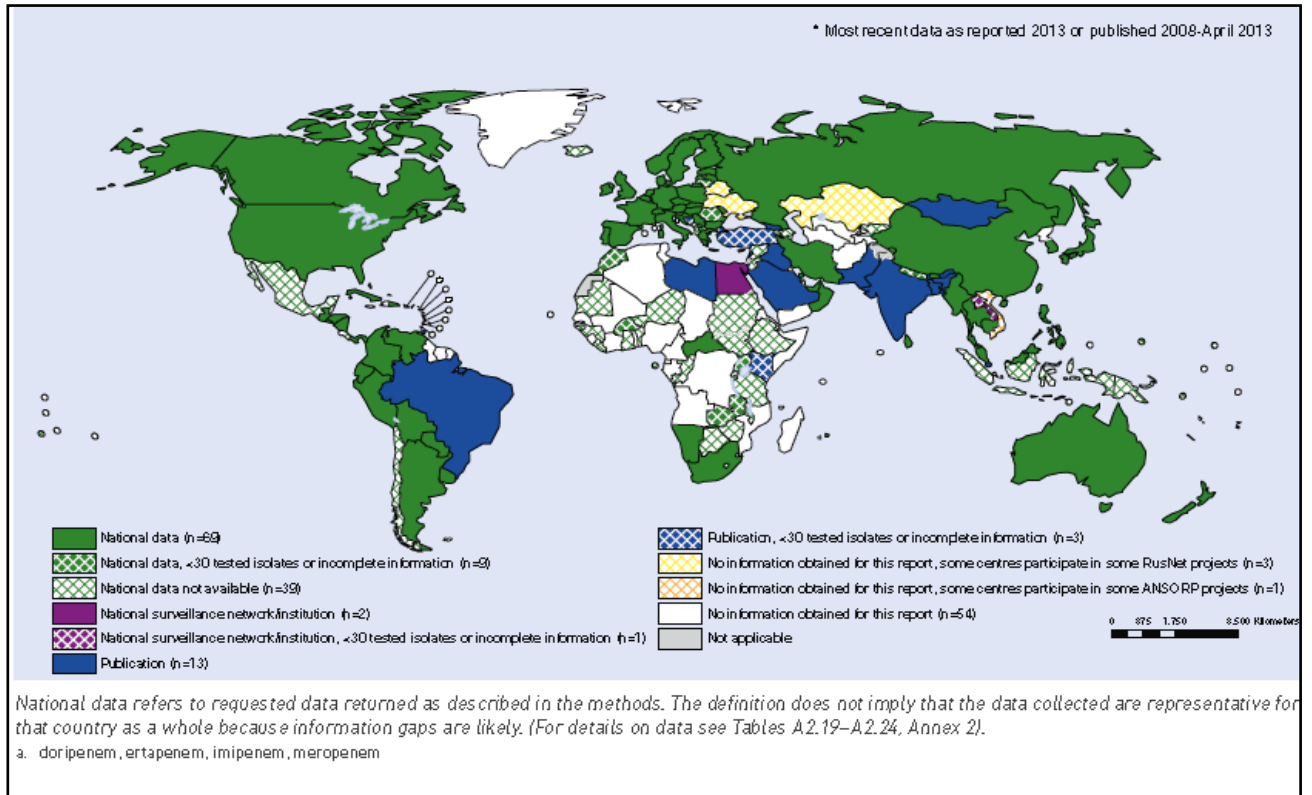 * Most recent data as reported 2013 or published 2008-April 2013
National data (n=69)
National data, <30 tested isolates or incomplete information (n=9)
National data not available (n=39)
National surveillance network/institution (n=2)
National surveillance network/institution, <30 tested isolates or incomplete information (n=1)
Publication (n=13)
Publication, <30 tested isolates or incomplete information (n=3)
No information obtained for this report, some centres participate in some RusNet projects (n=3)
No information obtained for this report, some centres participate in some ANSORP projects (n=1)
No information obtained for this report (n=54)
Not applicable
0 875 1.750 3.500 Kilometers
National data refers to requested data returned as described in the methods. The definition does not imply that the data collected are representative for
that country as a whole because information gaps are likely. (For details on data see Tables A2.19–A2.24, Annex 2).
a. doripenem, ertapenem, imipenem, meropenem